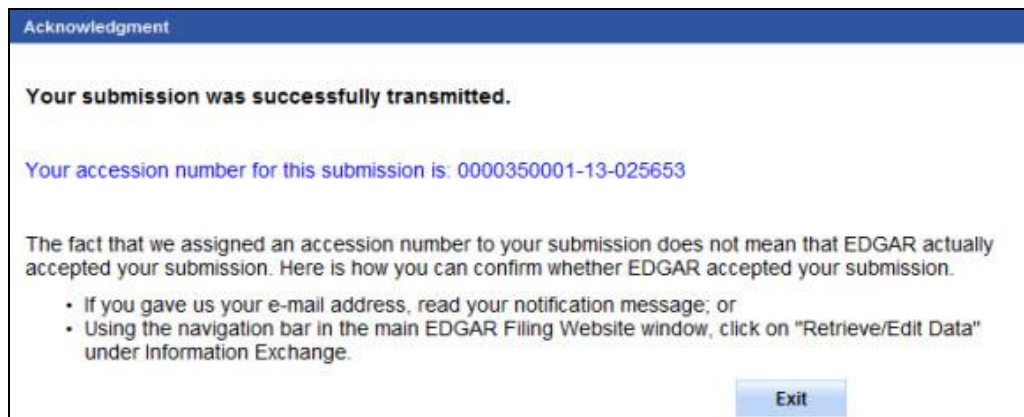 Acknowledgment
Your submission was successfully transmitted.
Your accession number for this submission is: 0000350001-13-025653
The fact that we assigned an accession number to your submission does not mean that EDGAR actually
accepted your submission. Here is how you can confirm whether EDGAR accepted your submission.
• If you gave us your e-mail address, read your notification message; or
• Using the navigation bar in the main EDGAR Filing Website window, click on "Retrieve/Edit Data"
under Information Exchange.
Exit